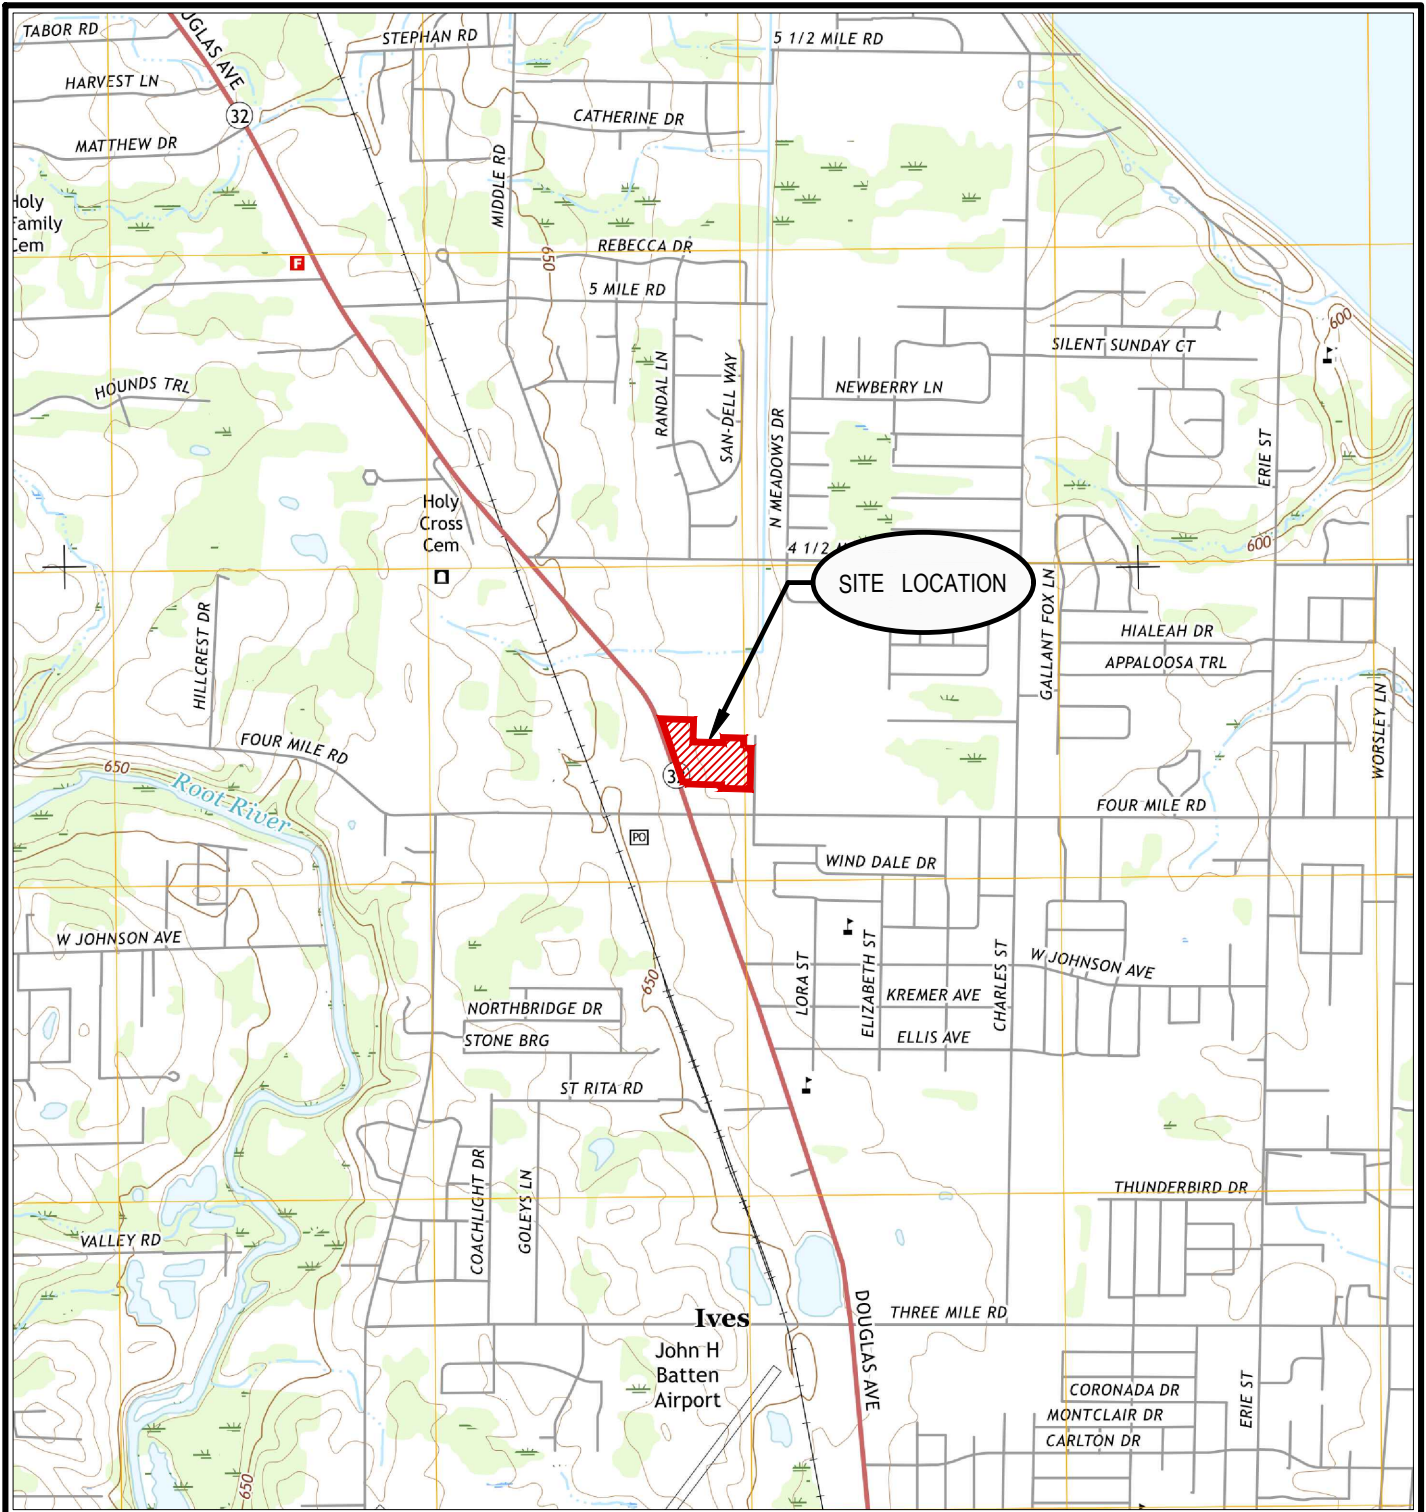 TABOR RD
STEPHAN RD
5 1/2 MILE RD
DOUGLAS AVE
HARVEST LN
32
CATHERINE DR
MATTHEW DR
MIDDLE RD
Holy
Family
Cem
F
REBECCA DR
650
5 MILE RD
600
SILENT SUNDAY CT
HOUNDS TRL
RANDAL LN
SAN-DELL WAY
NEWBERRY LN
N MEADOWS DR
ERIE ST
Holy
Cross
Cem
4 1/2
600
SITE LOCATION
HILLCREST DR
GALLANT FOX LN
HIALEAH DR
APPALOOSA TRL
WORSLEY LN
FOUR MILE RD
650
Root River
32
FOUR MILE RD
PO
WIND DALE DR
W JOHNSON AVE
LORA ST
ELIZABETH ST
CHARLES ST
W JOHNSON AVE
650
KREMER AVE
NORTHBRIDGE DR
STONE BRG
ELLIS AVE
ST RITA RD
COACHLIGHT DR
GOLEYS LN
THUNDERBIRD DR
VALLEY RD
Ives
DOUGLAS AVE
THREE MILE RD
John H
Batten
Airport
CORONADA DR
ERIE ST
MONTCLAIR DR
CARLTON DR
650